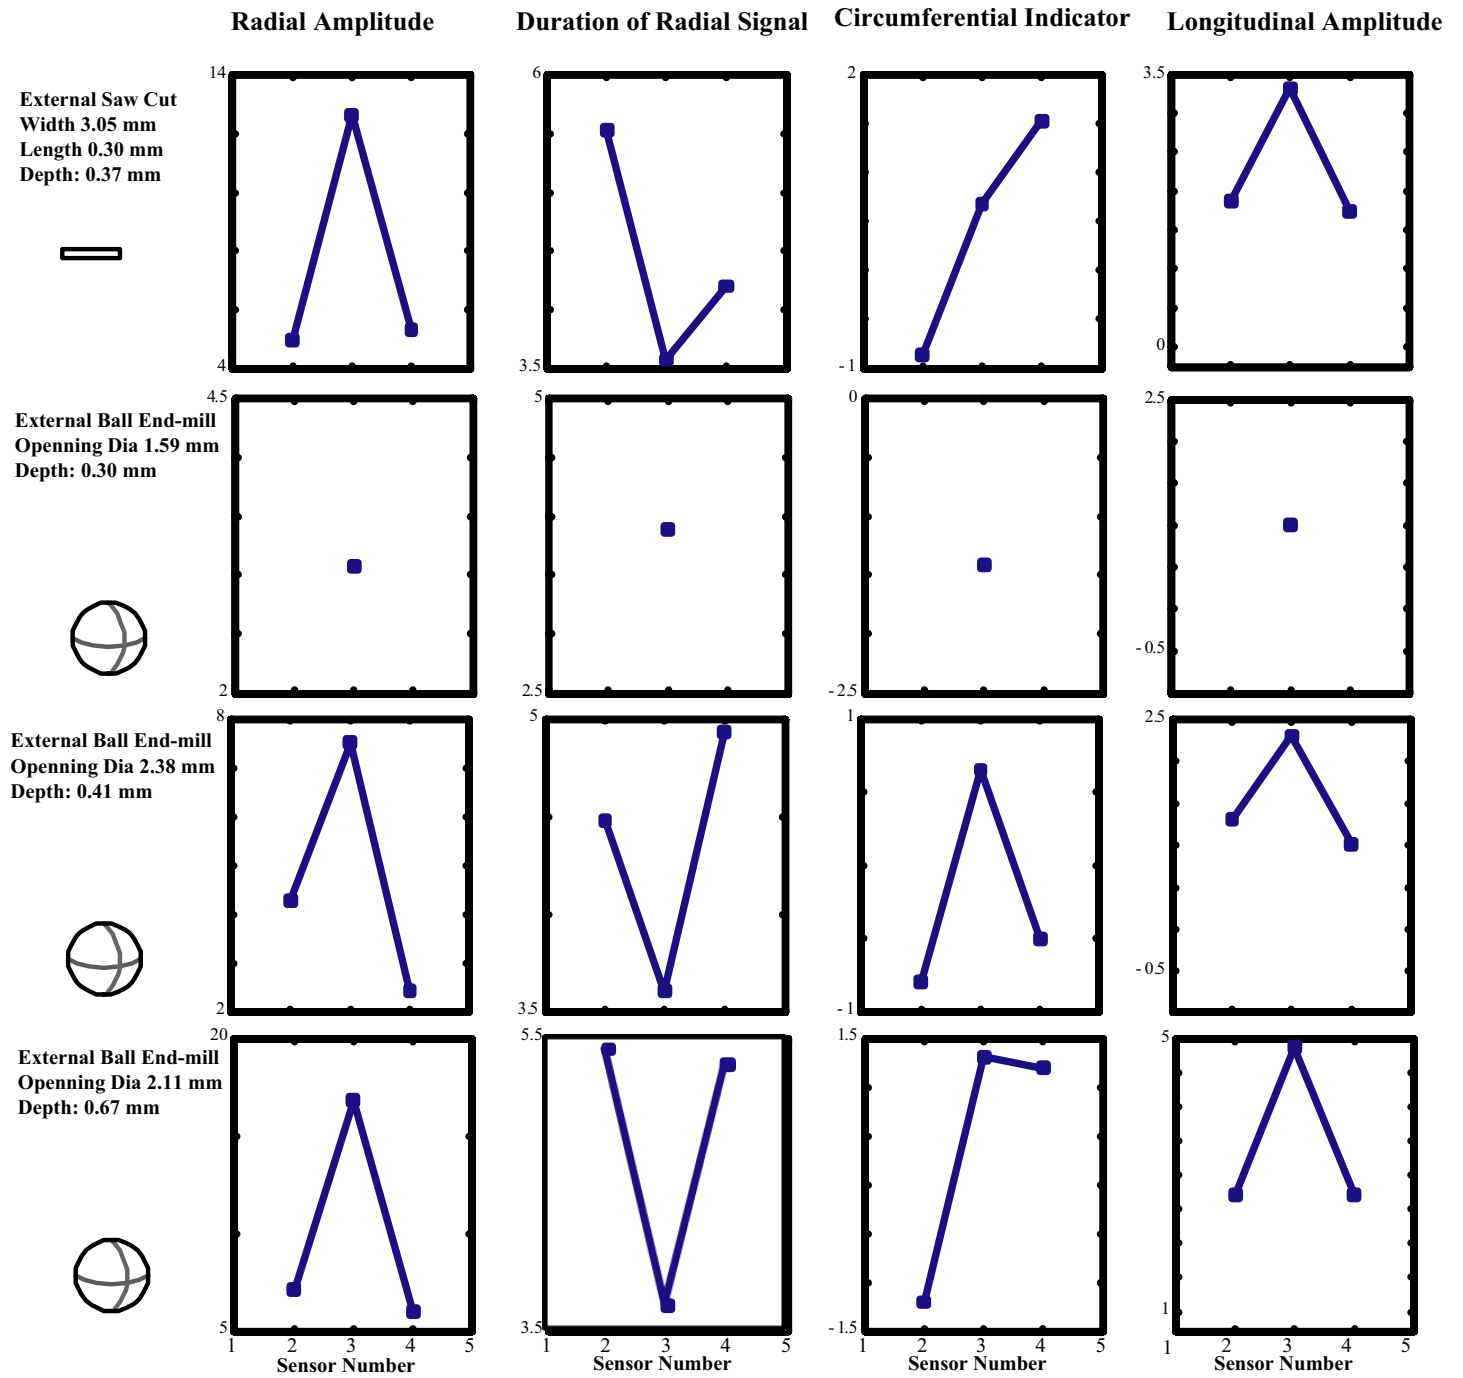 Radial Amplitude
Duration of Radial Signal
Circumferential Indicator
Longitudinal Amplitude
External Saw Cut
Width 3.05 mm
Length 0.30 mm
Depth: 0.37 mm
14
4
6
3.5
2
- 1
3.5
0
External Ball End-mill
Openning Dia 1.59 mm
Depth: 0.30 mm
4.5
2
5
2.5
0
- 2.5
2.5
- 0.5
External Ball End-mill
Openning Dia 2.38 mm
Depth: 0.41 mm
8
2
5
3.5
1
- 1
2.5
- 0.5
External Ball End-mill
Openning Dia 2.11 mm
Depth: 0.67 mm
20
5
5.5
3.5
1.5
- 1.5
5
1
1 2 3 4 5
Sensor Number
1 2 3 4 5
Sensor Number
1 2 3 4 5
Sensor Number
1 2 3 4 5
Sensor Number